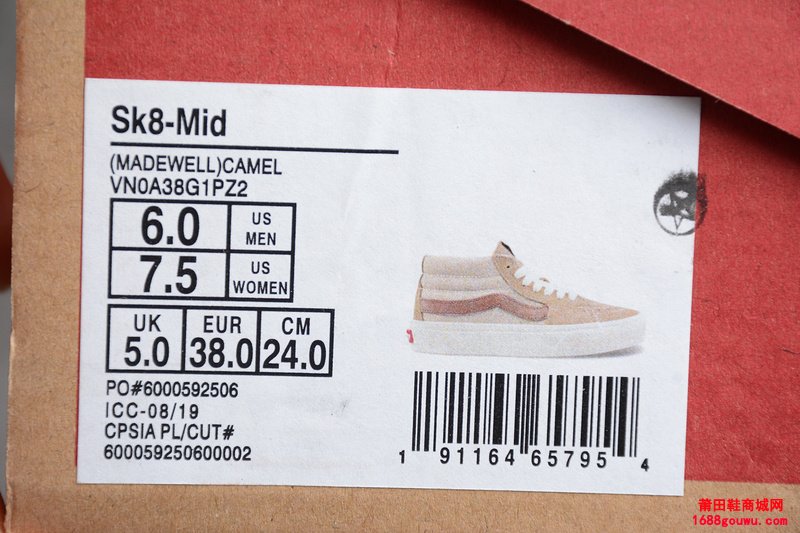 Sk8-Mid
(MADEWELL)CAMEL
VN0A38G1PZ2
6.0 US MEN
7.5 US WOMEN
UK 5.0 EUR 38.0 CM 24.0
PO#6000592506
ICC-08/19
CPSIA PL/CUT#
600059250600002
1 91164 65795 4
莆田鞋商城网
1688gouwu.com